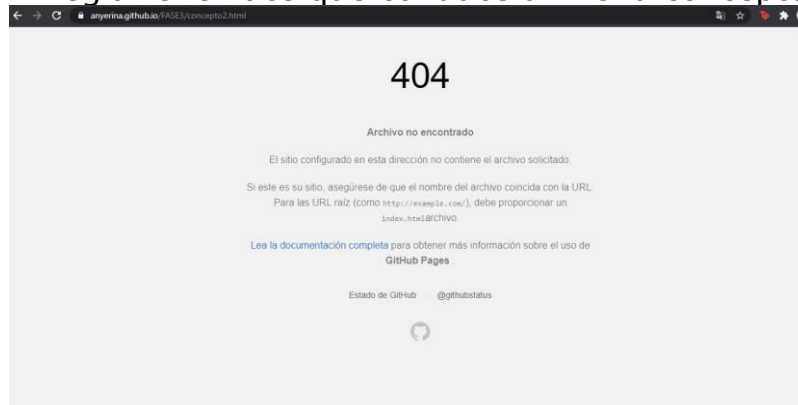 anyerina.github.io/FASE3/concepto2.html
404
Archivo no encontrado
El sitio configurado en esta dirección no contiene el archivo solicitado.
Si este es su sitio, asegúrese de que el nombre del archivo coincida con la URL.
Para las URL raíz (como http://example.com/), debe proporcionar un
index.htmlarchivo.
Lea la documentación completa para obtener más información sobre el uso de
GitHub Pages .
Estado de GitHub — @githubstatus